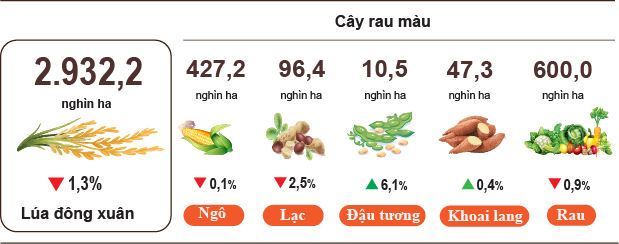 Cây rau màu
2.932,2
nghìn ha
1,3%
Lúa đông xuân
427,2 96,4 10,5 47,3 600,0
nghìn ha nghìn ha nghìn ha nghìn ha nghìn ha
0,1% 2,5% 6,1% 0,4% 0,9%
Ngô Lạc Đậu tương Khoai lang Rau